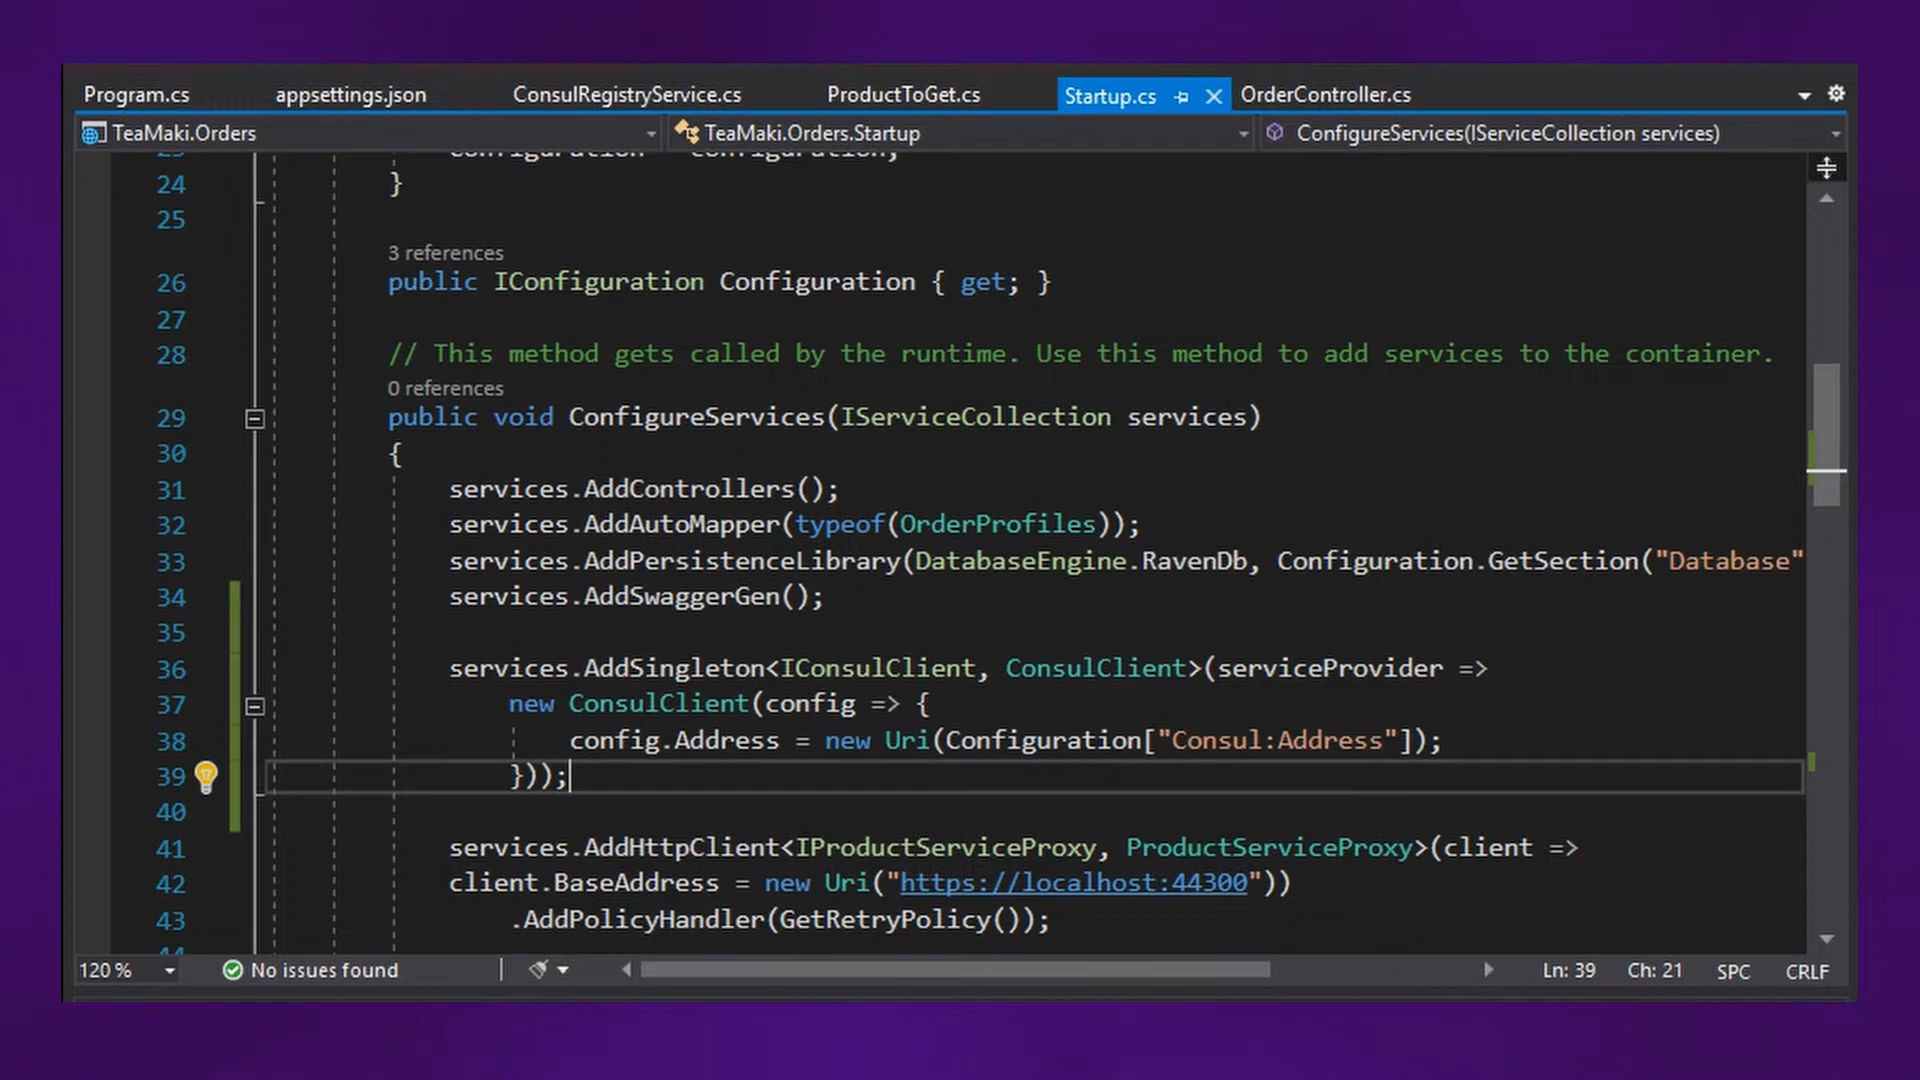 Program.cs appsettings.json ConsulRegistryService.cs ProductToGet.cs Startup.cs OrderController.cs
TeaMaki.Orders TeaMaki.Orders.Startup ConfigureServices(IServiceCollection services)
23 Configuration = configuration;
24 }
25
3 references
26 public IConfiguration Configuration { get; }
27
28 // This method gets called by the runtime. Use this method to add services to the container.
0 references
29 public void ConfigureServices(IServiceCollection services)
30 {
31 services.AddControllers();
32 services.AddAutoMapper(typeof(OrderProfiles));
33 services.AddPersistenceLibrary(DatabaseEngine.RavenDb, Configuration.GetSection("Database"
34 services.AddSwaggerGen();
35
36 services.AddSingleton<IConsulClient, ConsulClient>(serviceProvider =>
37 new ConsulClient(config => {
38 config.Address = new Uri(Configuration["Consul:Address"]);
39 }));
40
41 services.AddHttpClient<IProductServiceProxy, ProductServiceProxy>(client =>
42 client.BaseAddress = new Uri("https://localhost:44300"))
43 .AddPolicyHandler(GetRetryPolicy());
44
120 % No issues found Ln: 39 Ch: 21 SPC CRLF